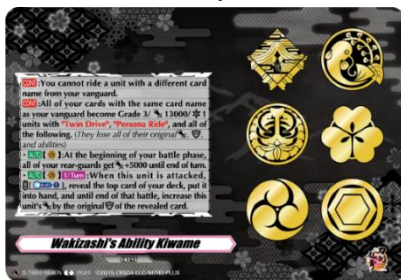 CONT:You cannot ride a unit with a different card
name from your vanguard.
CONT:All of your cards with the same card name
as your vanguard become Grade 3/ 13000/ 1
units with "Twin Drive", "Persona Ride", and all of
the following. (They lose all of their original , ,
and abilities)
・AUTO【 】:At the beginning of your battle phase,
all of your rear-guards get +5000 until end of turn.
・AUTO【 】1/Turn:When this unit is attacked,
[ ], reveal the top card of your deck, put it
into hand, and until end of that battle, increase this
unit's by the original of the revealed card.
Wakizashi's Ability Kiwame